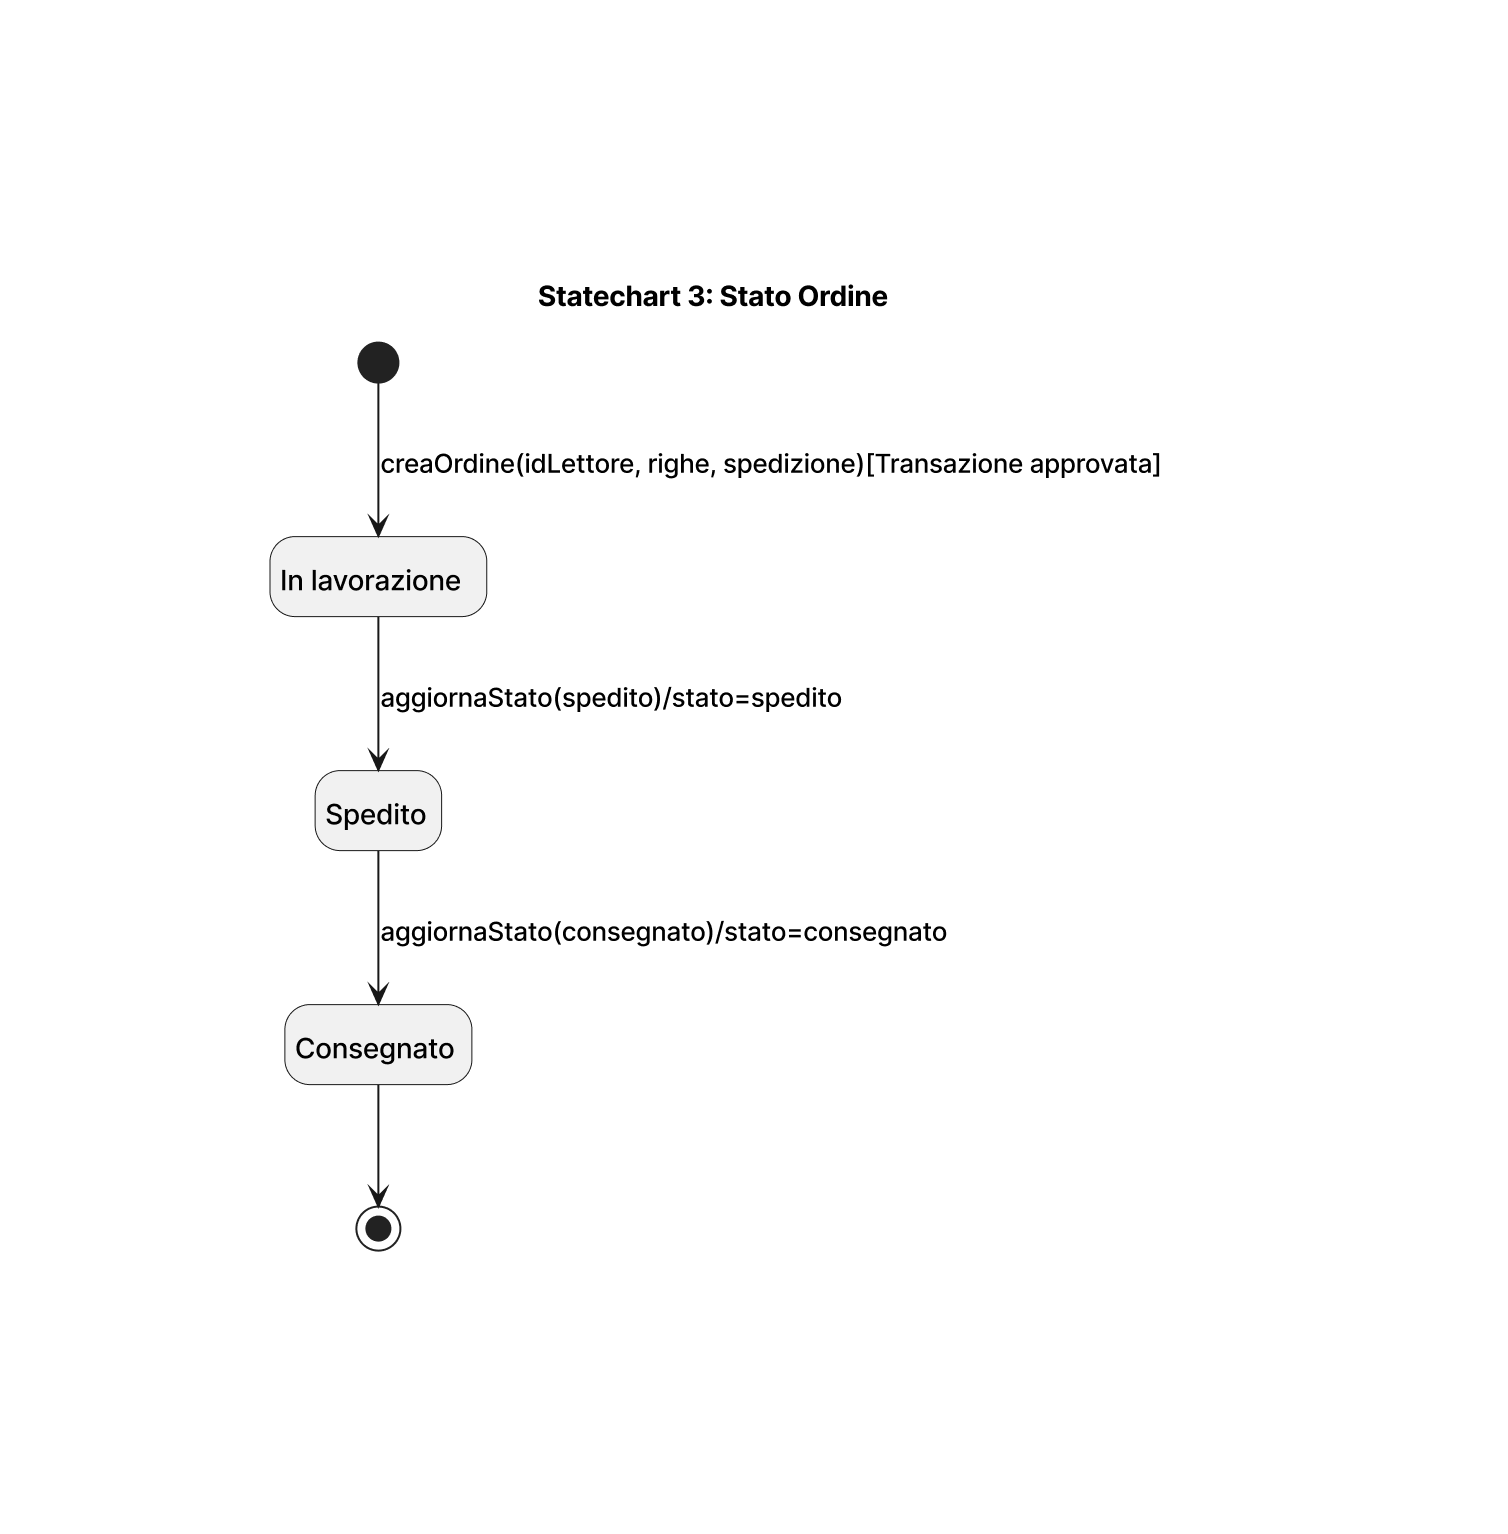 Statechart 3: Stato Ordine
creaOrdine(idLettore, righe, spedizione)[Transazione approvata]
In lavorazione
aggiornaStato(spedito)/stato=spedito
Spedito
aggiornaStato(consegnato)/stato=consegnato
Consegnato